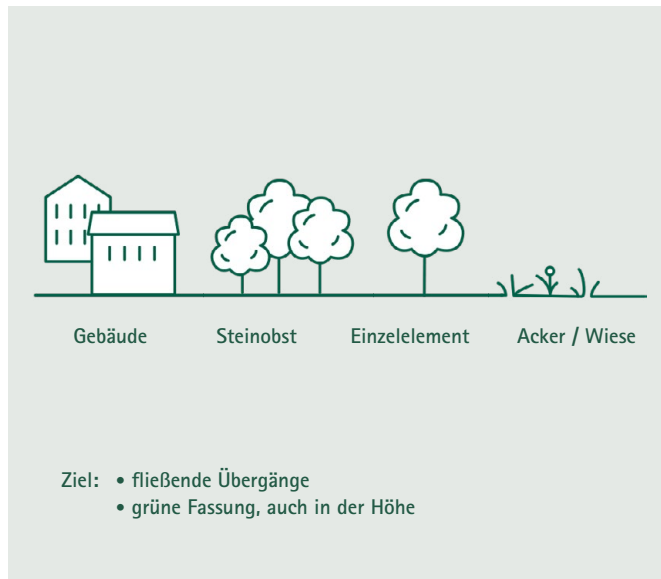 Gebäude Steinobst Einzelelement Acker / Wiese
Ziel: • fließende Übergänge
• grüne Fassung, auch in der Höhe